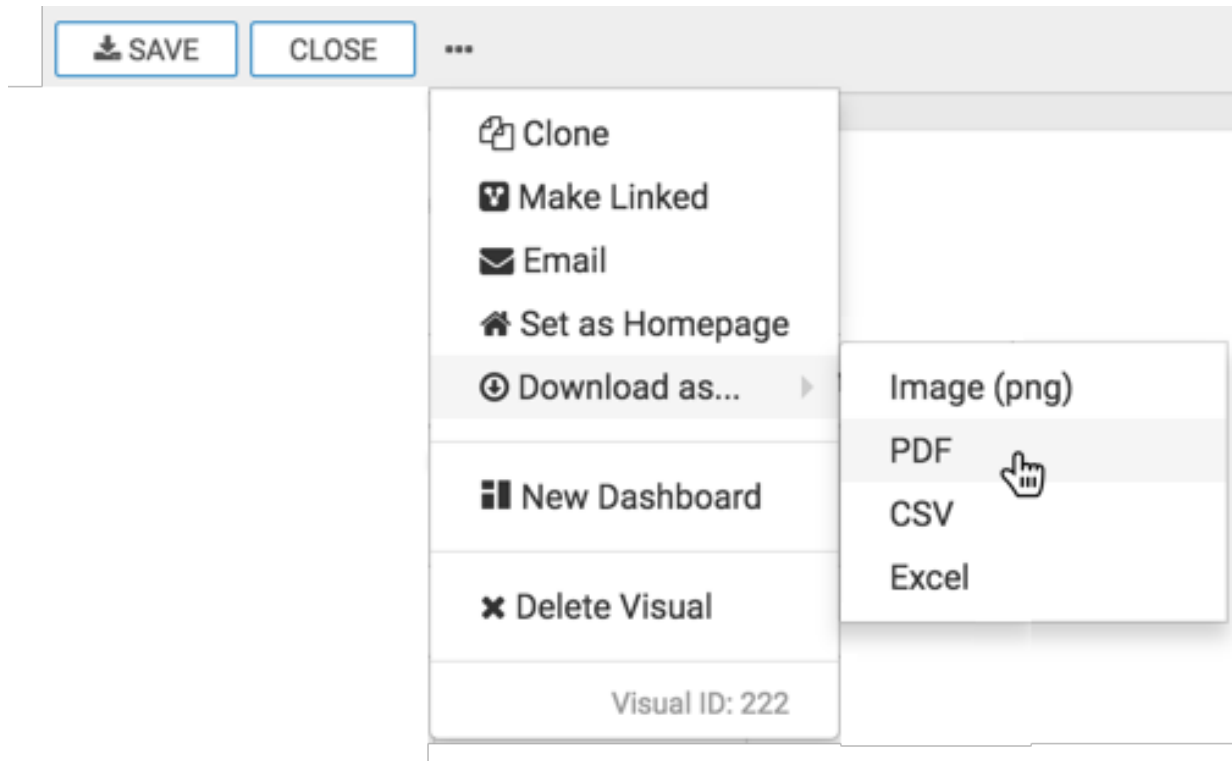 SAVE CLOSE
Clone
Make Linked
Email
Set as Homepage
Download as...
Image (png)
PDF
CSV
Excel
New Dashboard
Delete Visual
Visual ID: 222